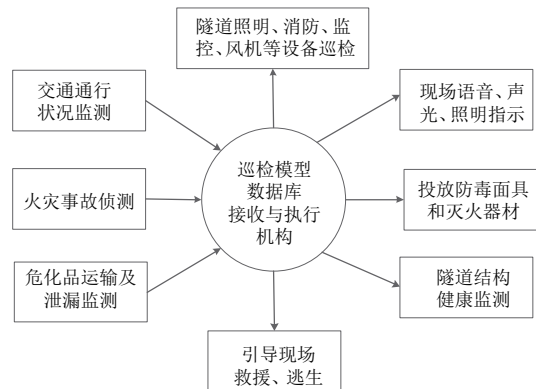 隧道照明、消防、监
控、风机等设备巡检
交通通行
状况监测
现场语音、声
光、照明指示
火灾事故侦测
巡检模型
数据库
接收与执行
机构
投放防毒面具
和灭火器材
危化品运输及
泄漏监测
隧道结构
健康监测
引导现场
救援、逃生